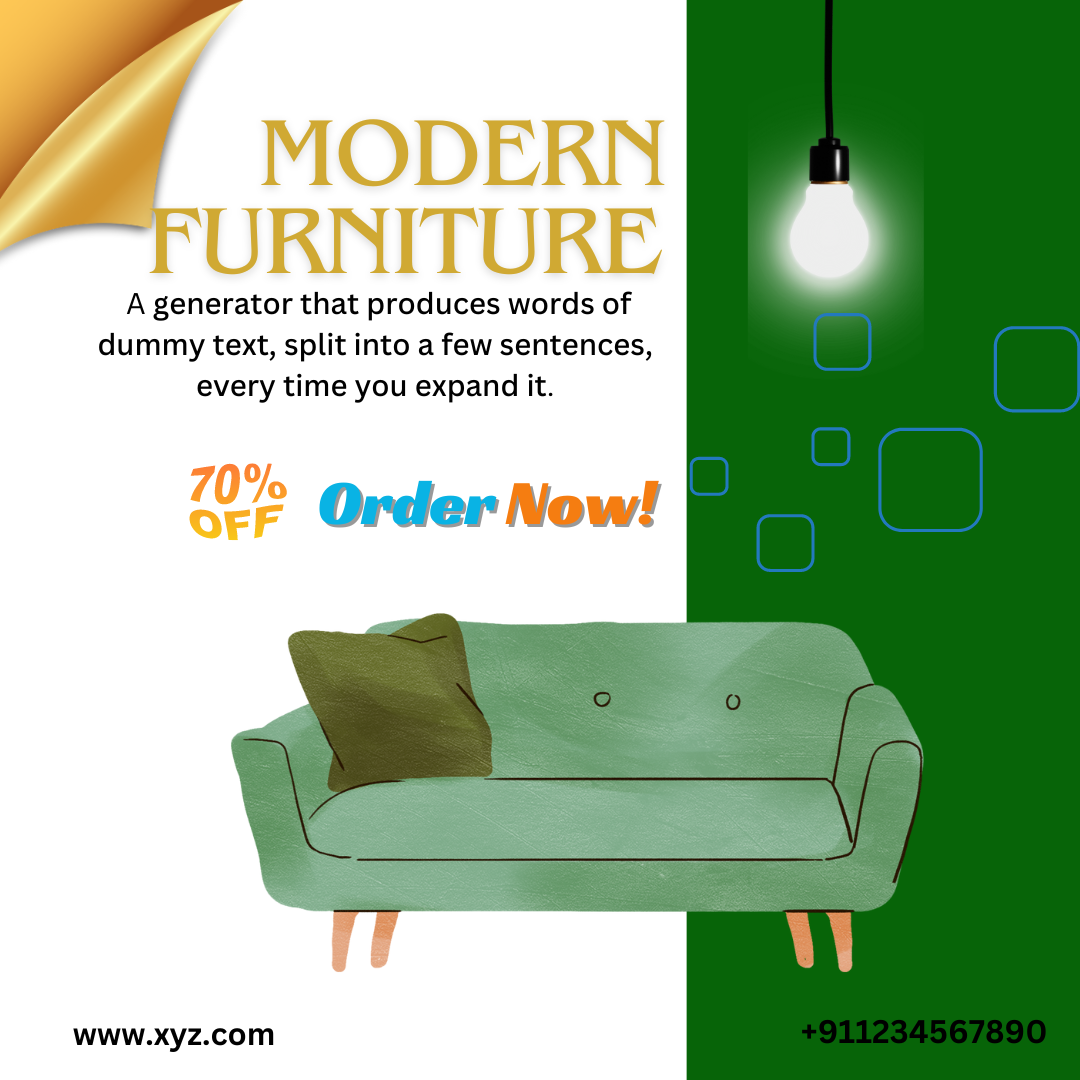 MODERN
FURNITURE
A generator that produces words of
dummy text, split into a few sentences,
every time you expand it.
70%
OFF
Order Now!
www.xyz.com
+911234567890